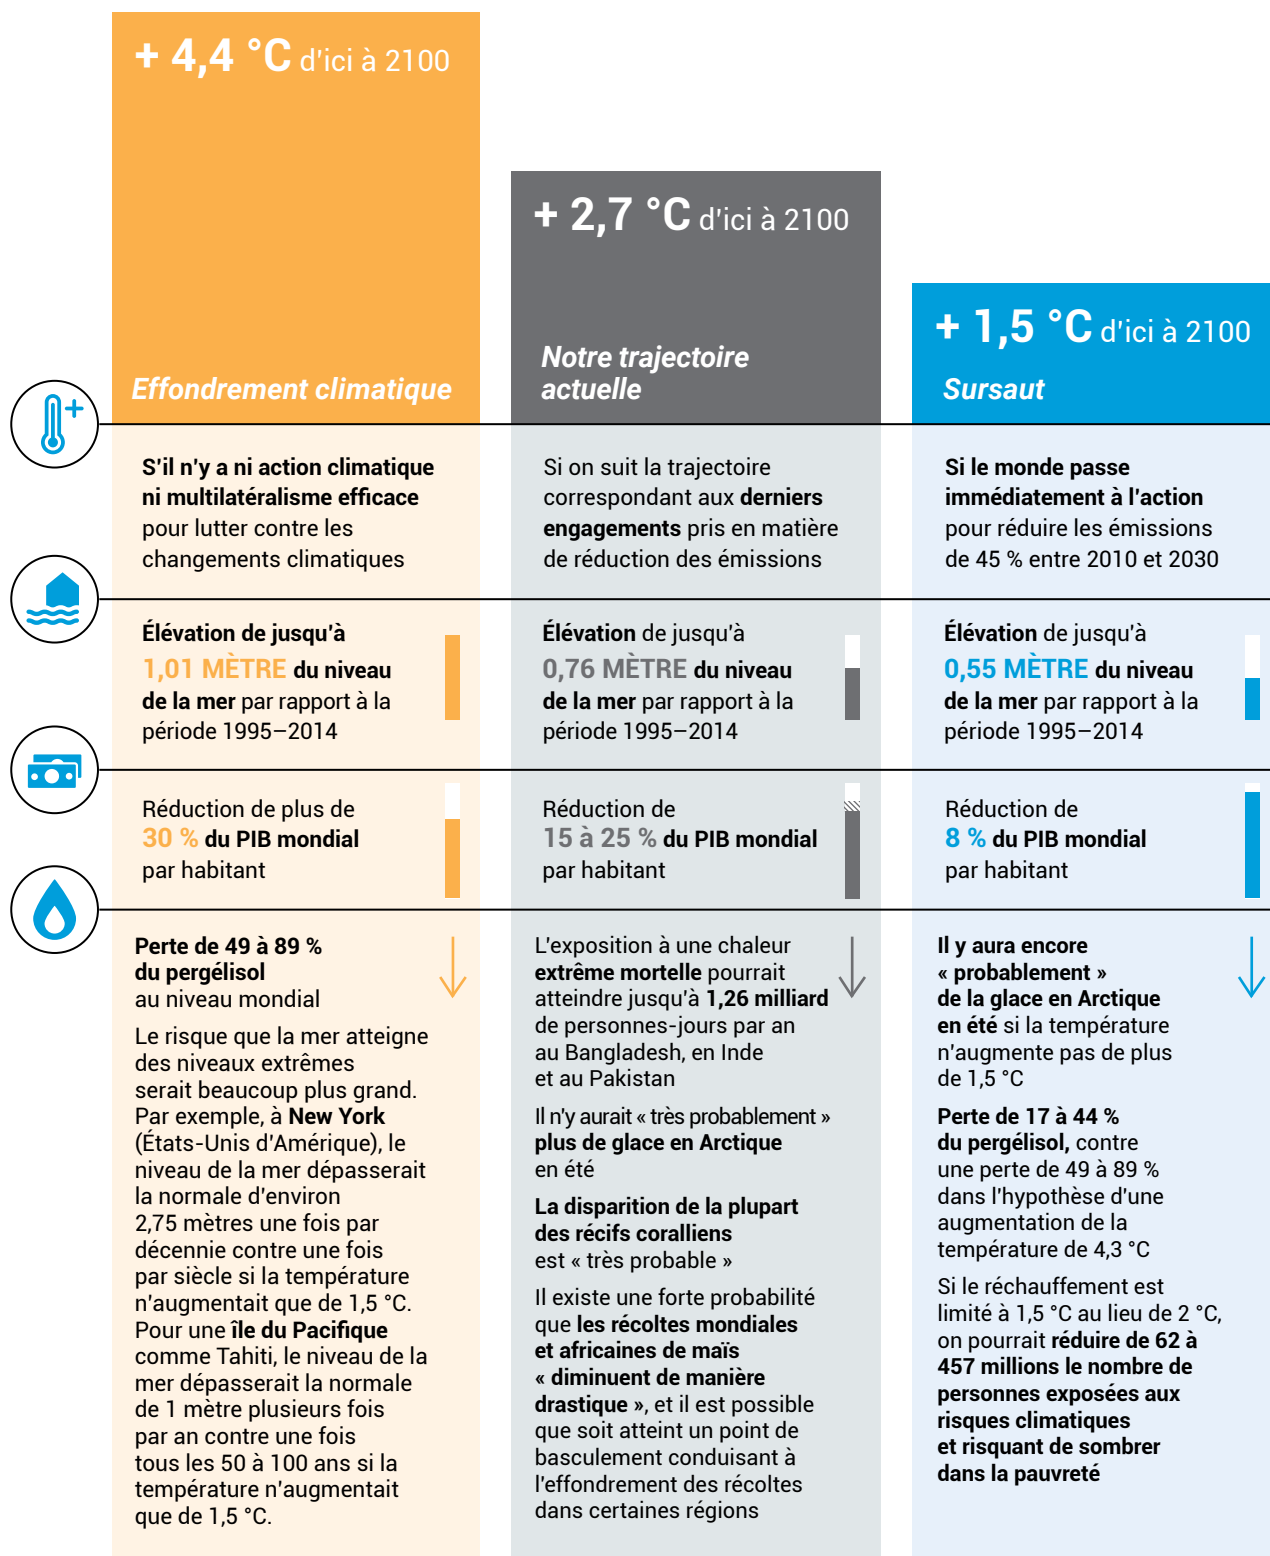 + 4,4 °C d'ici à 2100
Effondrement climatique
S'il n'y a ni action climatique
ni multilatéralisme efficace
pour lutter contre les
changements climatiques
Élévation de jusqu'à
1,01 MÈTRE du niveau
de la mer par rapport à la
période 1995–2014
Réduction de plus de
30 % du PIB mondial
par habitant
Perte de 49 à 89 %
du pergélisol
au niveau mondial
Le risque que la mer atteigne
des niveaux extrêmes
serait beaucoup plus grand.
Par exemple, à New York
(États-Unis d'Amérique), le
niveau de la mer dépasserait
la normale d'environ
2,75 mètres une fois par
décennie contre une fois
par siècle si la température
n'augmentait que de 1,5 °C.
Pour une île du Pacifique
comme Tahiti, le niveau de la
mer dépasserait la normale
de 1 mètre plusieurs fois
par an contre une fois
tous les 50 à 100 ans si la
température n'augmentait
que de 1,5 °C.
+ 2,7 °C d'ici à 2100
Notre trajectoire
actuelle
Si on suit la trajectoire
correspondant aux derniers
engagements pris en matière
de réduction des émissions
Élévation de jusqu'à
0,76 MÈTRE du niveau
de la mer par rapport à la
période 1995–2014
Réduction de
15 à 25 % du PIB mondial
par habitant
L'exposition à une chaleur
extrême mortelle pourrait
atteindre jusqu'à 1,26 milliard
de personnes-jours par an
au Bangladesh, en Inde
et au Pakistan
Il n'y aurait « très probablement »
plus de glace en Arctique
en été
La disparition de la plupart
des récifs coralliens
est « très probable »
Il existe une forte probabilité
que les récoltes mondiales
et africaines de maïs
« diminuent de manière
drastique », et il est possible
que soit atteint un point de
basculement conduisant à
l'effondrement des récoltes
dans certaines régions
+ 1,5 °C d'ici à 2100
Sursaut
Si le monde passe
immédiatement à l'action
pour réduire les émissions
de 45 % entre 2010 et 2030
Élévation de jusqu'à
0,55 MÈTRE du niveau
de la mer par rapport à la
période 1995–2014
Réduction de
8 % du PIB mondial
par habitant
Il y aura encore
« probablement »
de la glace en Arctique
en été si la température
n'augmente pas de plus
de 1,5 °C
Perte de 17 à 44 %
du pergélisol, contre
une perte de 49 à 89 %
dans l'hypothèse d'une
augmentation de la
température de 4,3 °C
Si le réchauffement est
limité à 1,5 °C au lieu de 2 °C,
on pourrait réduire de 62 à
457 millions le nombre de
personnes exposées aux
risques climatiques
et risquant de sombrer
dans la pauvreté